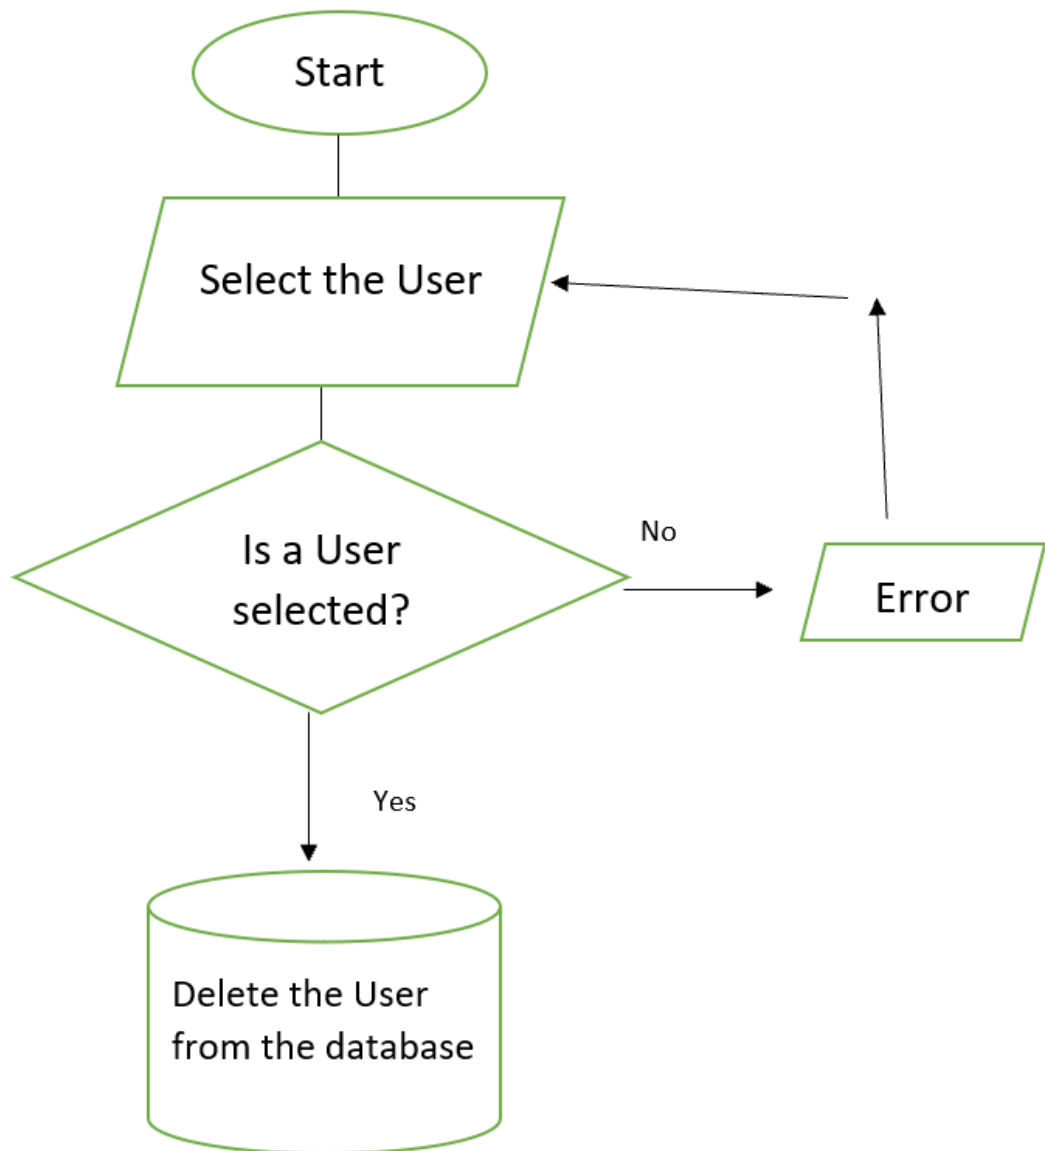 Start
Select the User
Is a User
selected?
No
Error
Yes
Delete the User
from the database